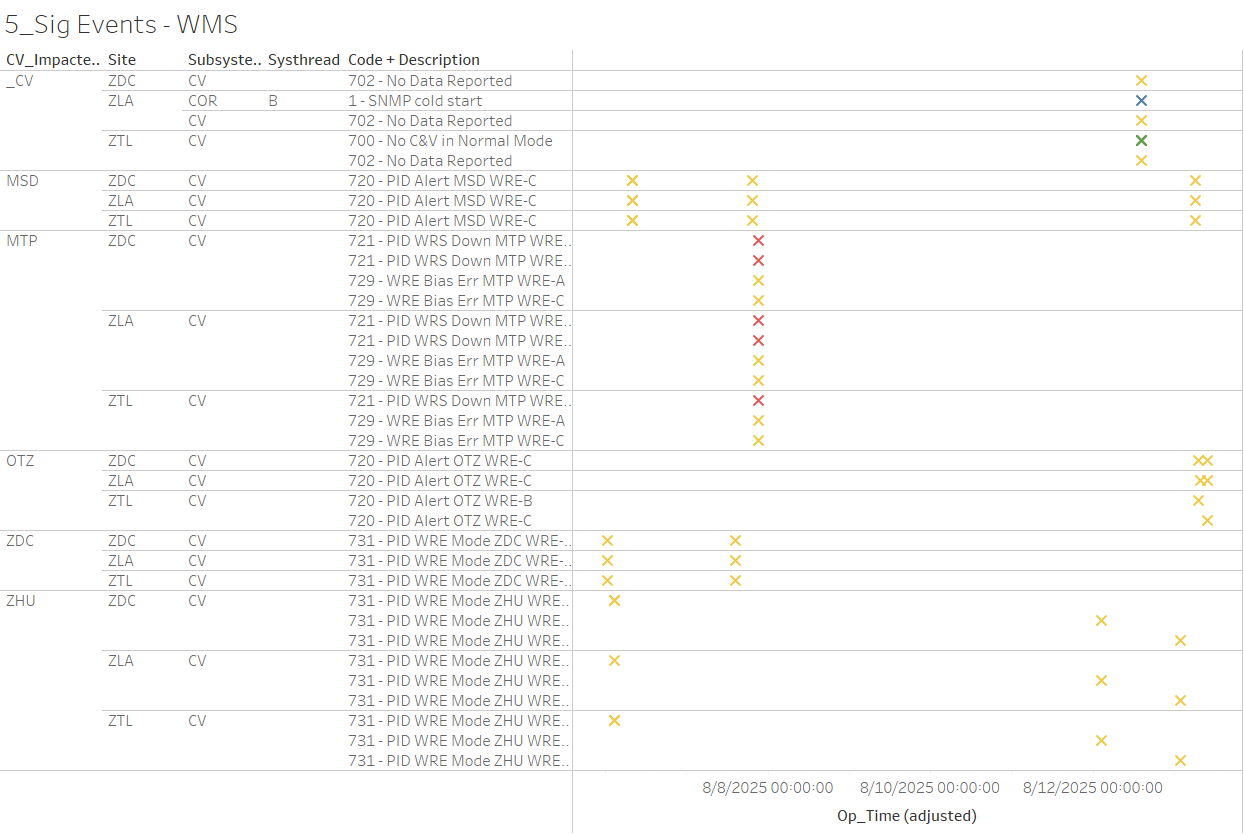 5_Sig Events - WMS
CV_Impacte.. Site Subsyste.. Systhread Code + Description
_CV ZDC CV 702 - No Data Reported
ZLA COR B 1 - SNMP cold start
CV 702 - No Data Reported
ZTL CV 700 - No C&V in Normal Mode
702 - No Data Reported
MSD ZDC CV 720 - PID Alert MSD WRE-C
ZLA CV 720 - PID Alert MSD WRE-C
ZTL CV 720 - PID Alert MSD WRE-C
MTP ZDC CV 721 - PID WRS Down MTP WRE..
721 - PID WRS Down MTP WRE..
729 - WRE Bias Err MTP WRE-A
729 - WRE Bias Err MTP WRE-C
ZLA CV 721 - PID WRS Down MTP WRE..
721 - PID WRS Down MTP WRE..
729 - WRE Bias Err MTP WRE-A
729 - WRE Bias Err MTP WRE-C
ZTL CV 721 - PID WRS Down MTP WRE..
729 - WRE Bias Err MTP WRE-A
729 - WRE Bias Err MTP WRE-C
OTZ ZDC CV 720 - PID Alert OTZ WRE-C
ZLA CV 720 - PID Alert OTZ WRE-C
ZTL CV 720 - PID Alert OTZ WRE-B
720 - PID Alert OTZ WRE-C
ZDC ZDC CV 731 - PID WRE Mode ZDC WRE-..
ZLA CV 731 - PID WRE Mode ZDC WRE-..
ZTL CV 731 - PID WRE Mode ZDC WRE-..
ZHU ZDC CV 731 - PID WRE Mode ZHU WRE..
731 - PID WRE Mode ZHU WRE..
731 - PID WRE Mode ZHU WRE..
ZLA CV 731 - PID WRE Mode ZHU WRE..
731 - PID WRE Mode ZHU WRE..
731 - PID WRE Mode ZHU WRE..
ZTL CV 731 - PID WRE Mode ZHU WRE..
731 - PID WRE Mode ZHU WRE..
731 - PID WRE Mode ZHU WRE..
8/8/2025 00:00:00 8/10/2025 00:00:00 8/12/2025 00:00:00
Op_Time (adjusted)